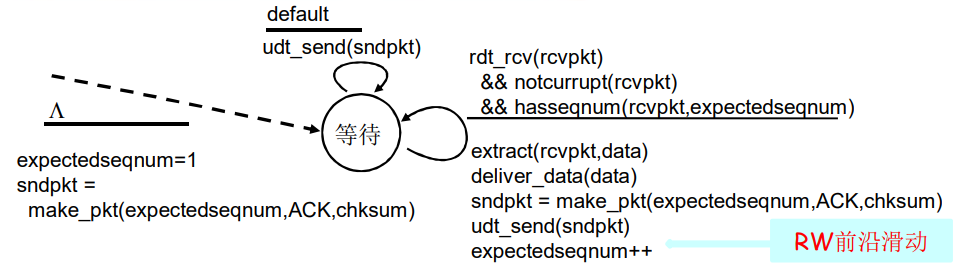 default
udt_send(sndpkt)
rdt_rcv(rcvpkt)
&& notcurrupt(rcvpkt)
&& hasseqnum(rcvpkt,expectedseqnum)
Λ
等待
expectedseqnum=1
sndpkt =
make_pkt(expectedseqnum,ACK,chksum)
extract(rcvpkt,data)
deliver_data(data)
sndpkt = make_pkt(expectedseqnum,ACK,chksum)
udt_send(sndpkt)
expectedseqnum++
RW前沿滑动